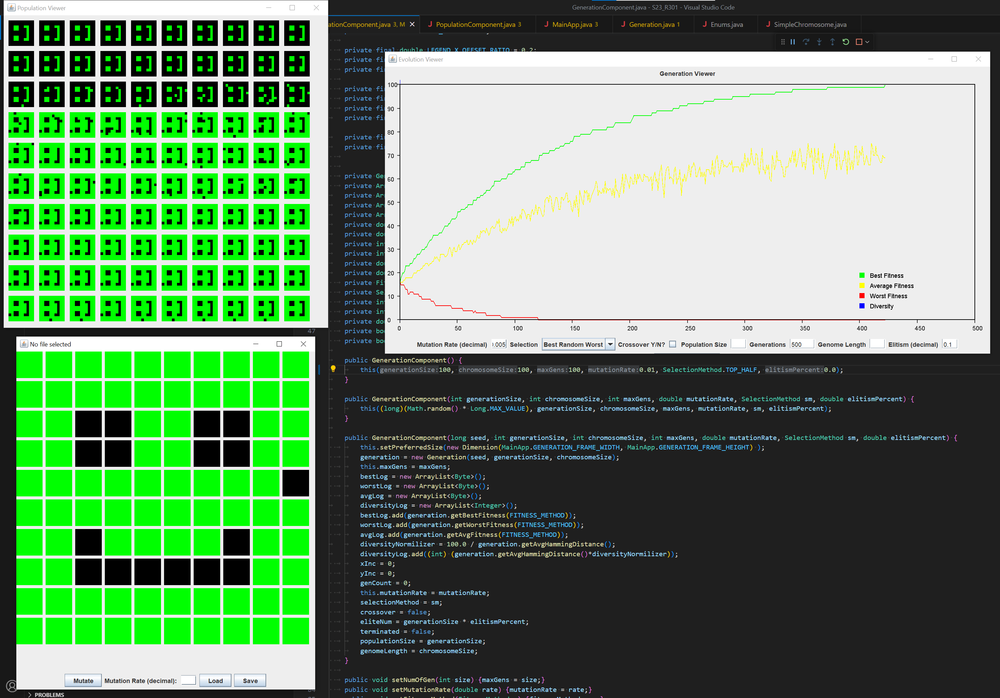 Population Viewer
GenerationComponent.java - S23_R301 - Visual Studio Code
ationComponent.java 3, M
PopulationComponent.java 3
MainApp.java 3
Generation.java 1
Enums.java
SimpleChromosome.java
private final double LEGEND_X_OFFSET_RATIO = 0.2;
private fi
private fi
private fi
private fi
private fi
private fi
private fi
private fi
private Ge
private Ar
private Ar
private Ar
private Ar
private do
private do
private in
private in
private do
private do
private Fi
private Se
private in
private in
private do
private bo
private bo
Evolution Viewer
Generation Viewer
100
90
80
70
60
50
40
30
20
10
0
Best Fitness
Average Fitness
Worst Fitness
Diversity
0 50 100 150 200 250 300 350 400 450 500
Mutation Rate (decimal) .005 Selection Best Random Worst Crossover Y/N? Population Size Generations 500 Genome Length Elitism (decimal) 0.1
47
public GenerationComponent() {
this(generationSize:100, chromosomeSize:100, maxGens:100, mutationRate:0.01, SelectionMethod.TOP_HALF, elitismPercent:0.0);
}
public GenerationComponent(int generationSize, int chromosomeSize, int maxGens, double mutationRate, SelectionMethod sm, double elitismPercent) {
this((long)(Math.random() * Long.MAX_VALUE), generationSize, chromosomeSize, maxGens, mutationRate, sm, elitismPercent);
}
public GenerationComponent(long seed, int generationSize, int chromosomeSize, int maxGens, double mutationRate, SelectionMethod sm, double elitismPercent) {
this.setPreferredSize(new Dimension(MainApp.GENERATION_FRAME_WIDTH, MainApp.GENERATION_FRAME_HEIGHT) );
generation = new Generation(seed, generationSize, chromosomeSize);
this.maxGens = maxGens;
bestLog = new ArrayList<Byte>();
worstLog = new ArrayList<Byte>();
avgLog = new ArrayList<Byte>();
diversityLog = new ArrayList<Integer>();
bestLog.add(generation.getBestFitness(FITNESS_METHOD));
worstLog.add(generation.getWorstFitness(FITNESS_METHOD));
avgLog.add(generation.getAvgFitness(FITNESS_METHOD));
diversityNormilizer = 100.0 / generation.getAvgHammingDistance();
diversityLog.add((int) (generation.getAvgHammingDistance()*diversityNormilizer));
xInc = 0;
yInc = 0;
genCount = 0;
this.mutationRate = mutationRate;
selectionMethod = sm;
crossover = false;
eliteNum = generationSize * elitismPercent;
terminated = false;
populationSize = generationSize;
genomeLength = chromosomeSize;
}
public void setNumOfGen(int size) {maxGens = size;}
public void setMutationRate(double rate) {mutationRate = rate;}
No file selected
Mutate Mutation Rate (decimal): Load Save
PROBLEMS